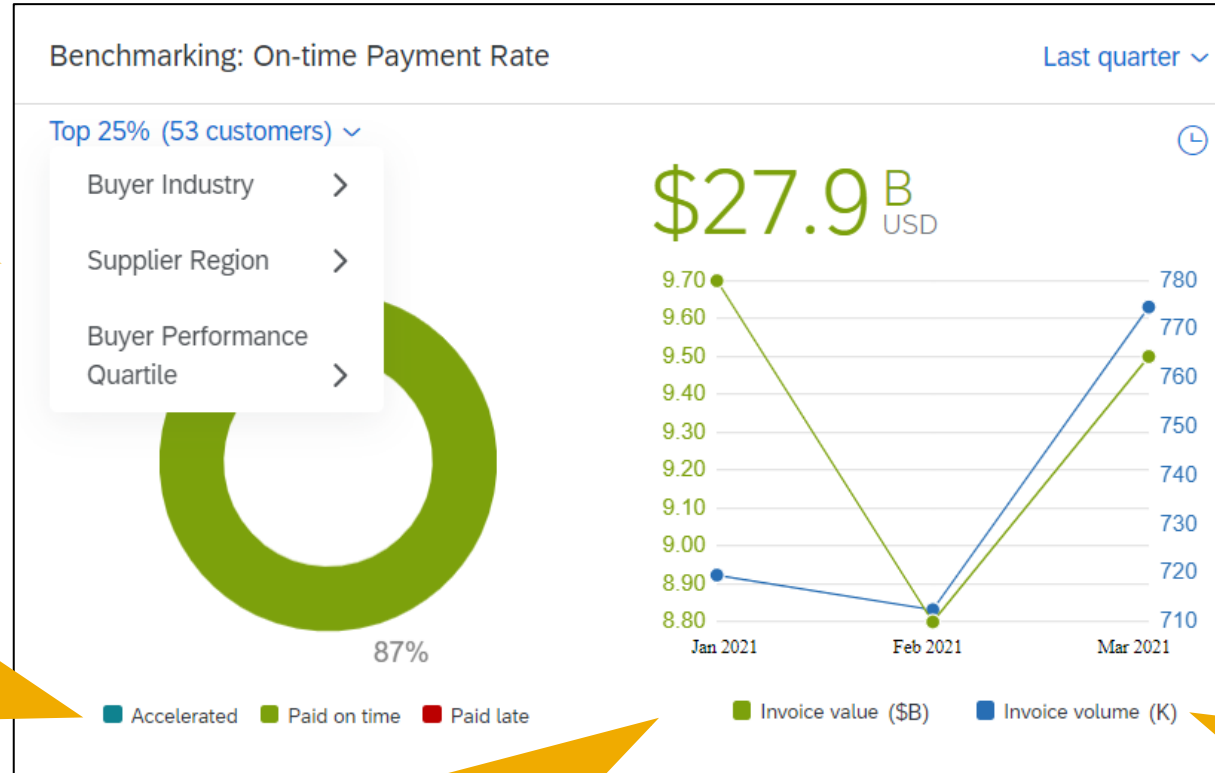 Benchmarking: On-time Payment Rate
Last quarter
Top 25% (53 customers)
Buyer Industry
Supplier Region
Buyer Performance
Quartile
87%
Accelerated
Paid on time
Paid late
$27.9 B
USD
9.70
9.60
9.50
9.40
9.30
9.20
9.10
9.00
8.90
8.80
780
770
760
750
740
730
720
710
Jan 2021
Feb 2021
Mar 2021
Invoice value ($B)
Invoice volume (K)